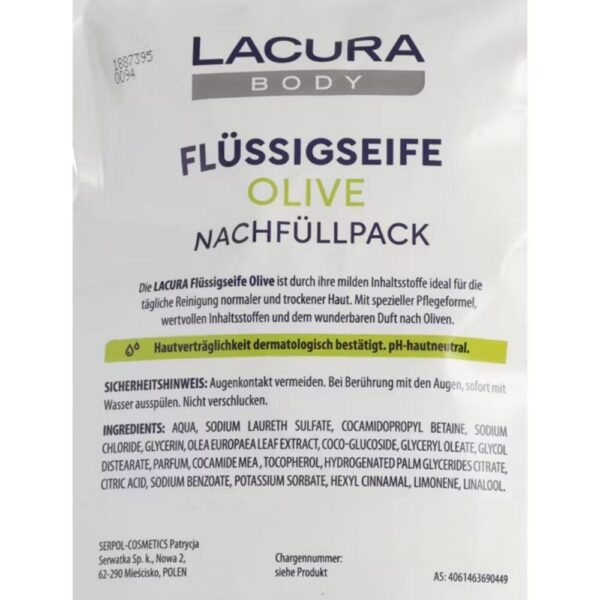 1887395
0094
LACURA
BODY
FLÜSSIGSEIFE
OLIVE
NACHFÜLLPACK
Die LACURA Flüssigseife Olive ist durch ihre milden Inhaltsstoffe ideal für die
tägliche Reinigung normaler und trockener Haut. Mit spezieller Pflegeformel,
wertvollen Inhaltsstoffen und dem wunderbaren Duft nach Oliven.
Hautverträglichkeit dermatologisch bestätigt. pH-hautneutral.
SICHERHEITSHINWEIS: Augenkontakt vermeiden. Bei Berührung mit den Augen, sofort mit
Wasser ausspülen. Nicht verschlucken.
INGREDIENTS: AQUA, SODIUM LAURETH SULFATE, COCAMIDOPROPYL BETAINE, SODIUM
CHLORIDE, GLYCERIN, OLEA EUROPAEA LEAF EXTRACT, COCO-GLUCOSIDE, GLYCERYL OLEATE, GLYCOL
DISTEARATE, PARFUM, COCAMIDE MEA, TOCOPHEROL, HYDROGENATED PALM GLYCERIDES CITRATE,
CITRIC ACID, SODIUM BENZOATE, POTASSIUM SORBATE, HEXYL CINNAMAL, LIMONENE, LINALOOL.
SERPOL-COSMETICS Patrycja
Serwatka Sp. k., Nowa 2,
62-290 Mieścisko, POLEN
Chargennummer:
siehe Produkt
AS: 4061463690449